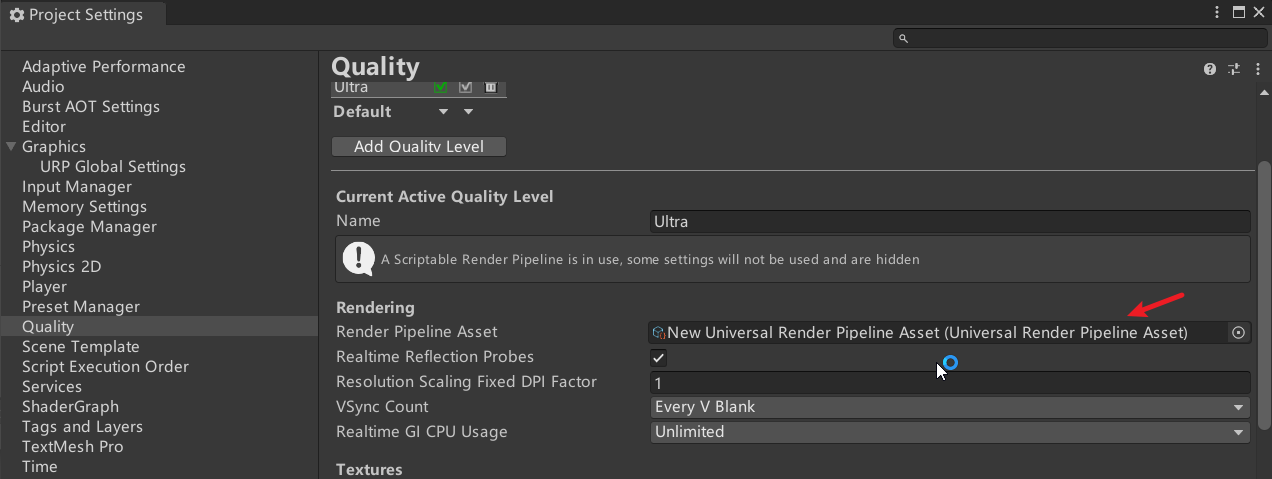 Project Settings
Adaptive Performance
Audio
Burst AOT Settings
Editor
Graphics
URP Global Settings
Input Manager
Memory Settings
Package Manager
Physics
Physics 2D
Player
Preset Manager
Quality
Scene Template
Script Execution Order
Services
ShaderGraph
Tags and Layers
TextMesh Pro
Time
Quality
Ultra
Default
Add Quality Level
Current Active Quality Level
Name Ultra
A Scriptable Render Pipeline is in use, some settings will not be used and are hidden
Rendering
Render Pipeline Asset New Universal Render Pipeline Asset (Universal Render Pipeline Asset)
Realtime Reflection Probes
Resolution Scaling Fixed DPI Factor 1
VSync Count Every V Blank
Realtime GI CPU Usage Unlimited
Textures